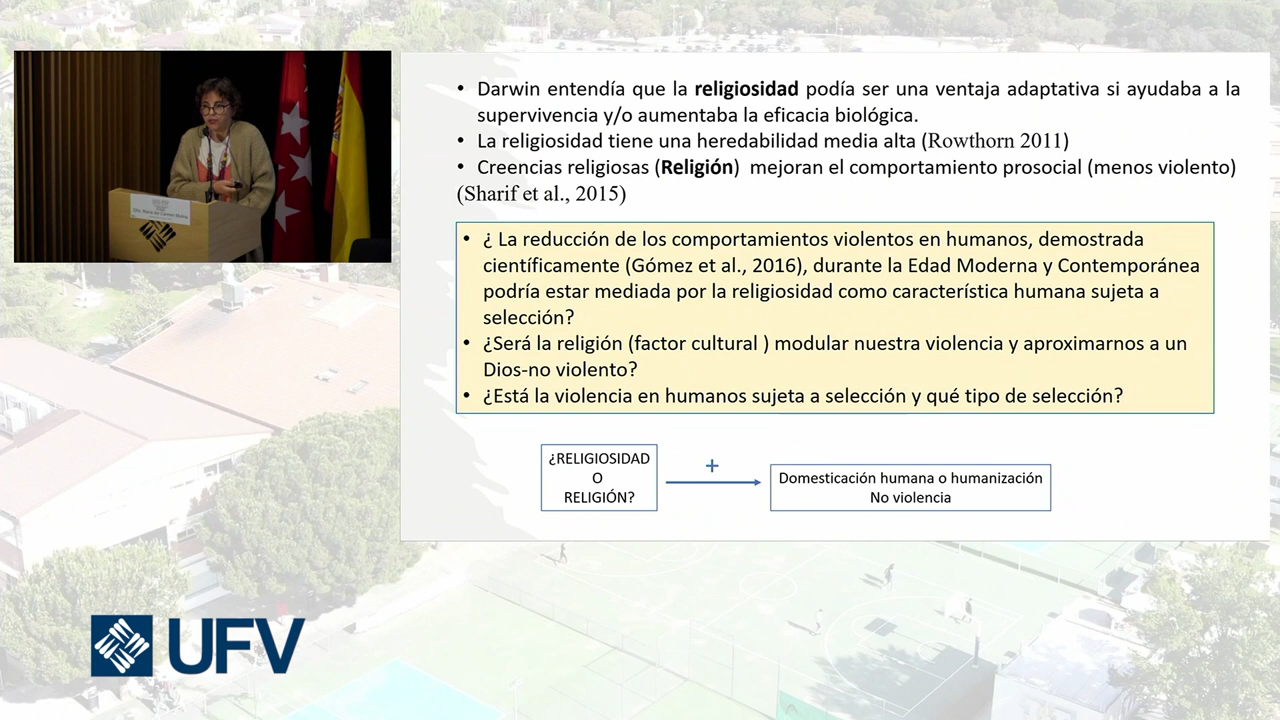 • Darwin entendía que la religiosidad podía ser una ventaja adaptativa si ayudaba a la
supervivencia y/o aumentaba la eficacia biológica.
• La religiosidad tiene una heredabilidad media alta (Rowthorn 2011)
• Creencias religiosas (Religión) mejoran el comportamiento prosocial (menos violento)
(Sharif et al., 2015)
• ¿ La reducción de los comportamientos violentos en humanos, demostrada
científicamente (Gómez et al., 2016), durante la Edad Moderna y Contemporánea
podría estar mediada por la religiosidad como característica humana sujeta a
selección?
• ¿Será la religión (factor cultural ) modular nuestra violencia y aproximarnos a un
Dios-no violento?
• ¿Está la violencia en humanos sujeta a selección y qué tipo de selección?
¿RELIGIOSIDAD
O
RELIGIÓN?
+
Domesticación humana o humanización
No violencia
UFV